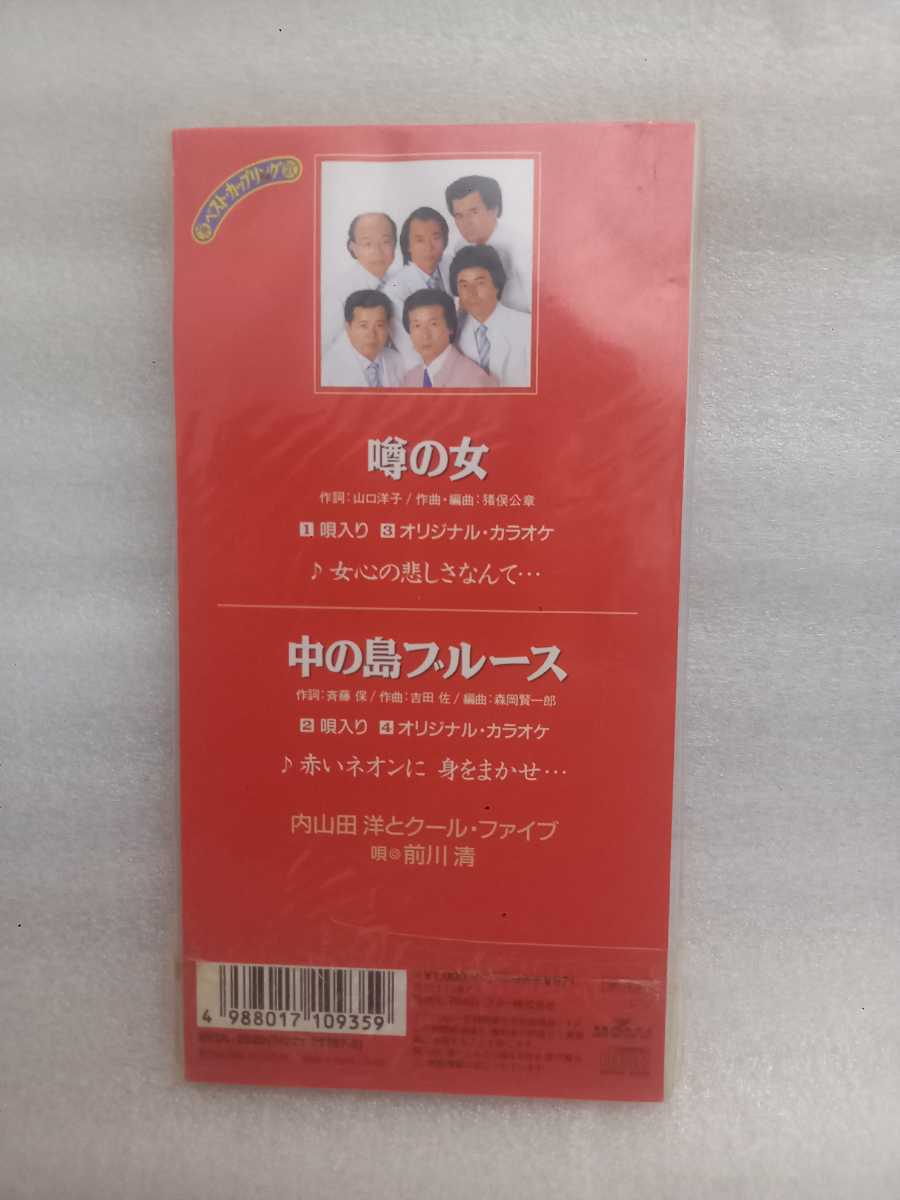 ベスト・カップリング
噂の女
作詞:山口洋子/作曲・編曲:猪俣公章
1 唄入り 3 オリジナル・カラオケ
♪女心の悲しさなんて…
中の島ブルース
作詞:斉藤 保/作曲:吉田 佐/編曲:森岡賢一郎
2 唄入り 4 オリジナル・カラオケ
♪赤いネオンに 身をまかせ…
内山田 洋とクール・ファイブ
唄◎前川 清
4 988017 109359